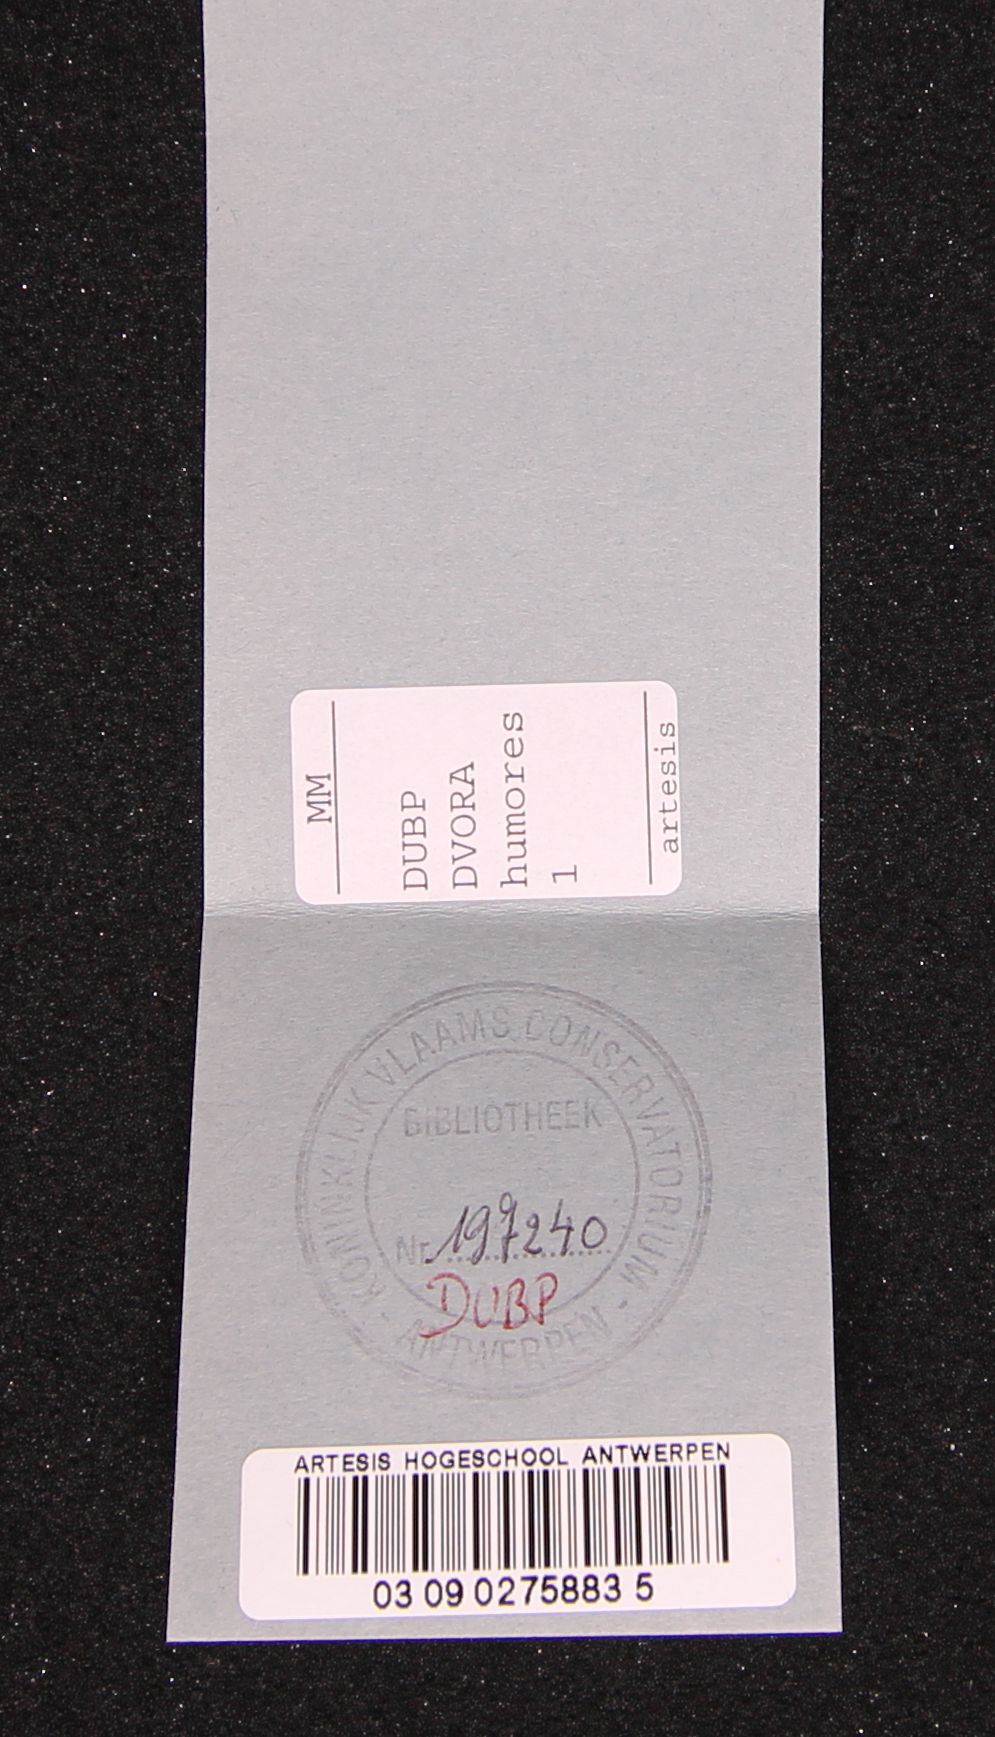 MM
DUBP
DVORA
humores
1
artesis
- KONINKLIJK VLAAMS CONSERVATORIUM -
ANTWERPEN
BIBLIOTHEEK
Nr. 197240
DUBP
ARTESIS HOGESCHOOL ANTWERPEN
03 09 0275883 5